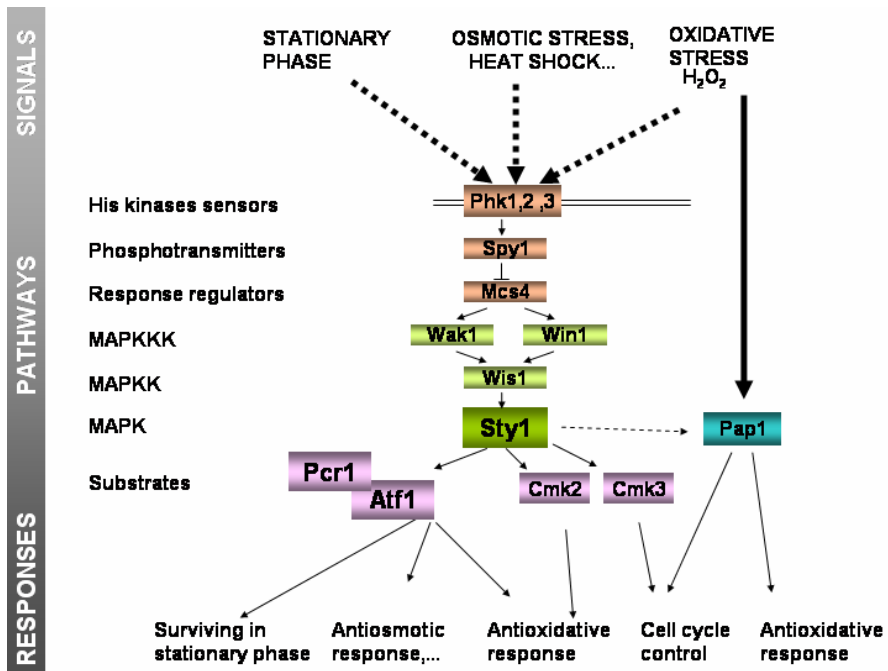 SIGNALS
STATIONARY
PHASE
OSMOTIC STRESS,
HEAT SHOCK...
OXIDATIVE
STRESS
H₂O₂
PATHWAYS
His kinases sensors
Phk1,2 ,3
Phosphotransmitters
Spy1
Response regulators
Mcs4
MAPKKK
Wak1
Win1
MAPKK
Wis1
MAPK
Sty1
Pap1
Substrates
Pcr1
Atf1
Cmk2
Cmk3
RESPONSES
Surviving in
stationary phase
Antiosmotic
response,...
Antioxidative
response
Cell cycle
control
Antioxidative
response